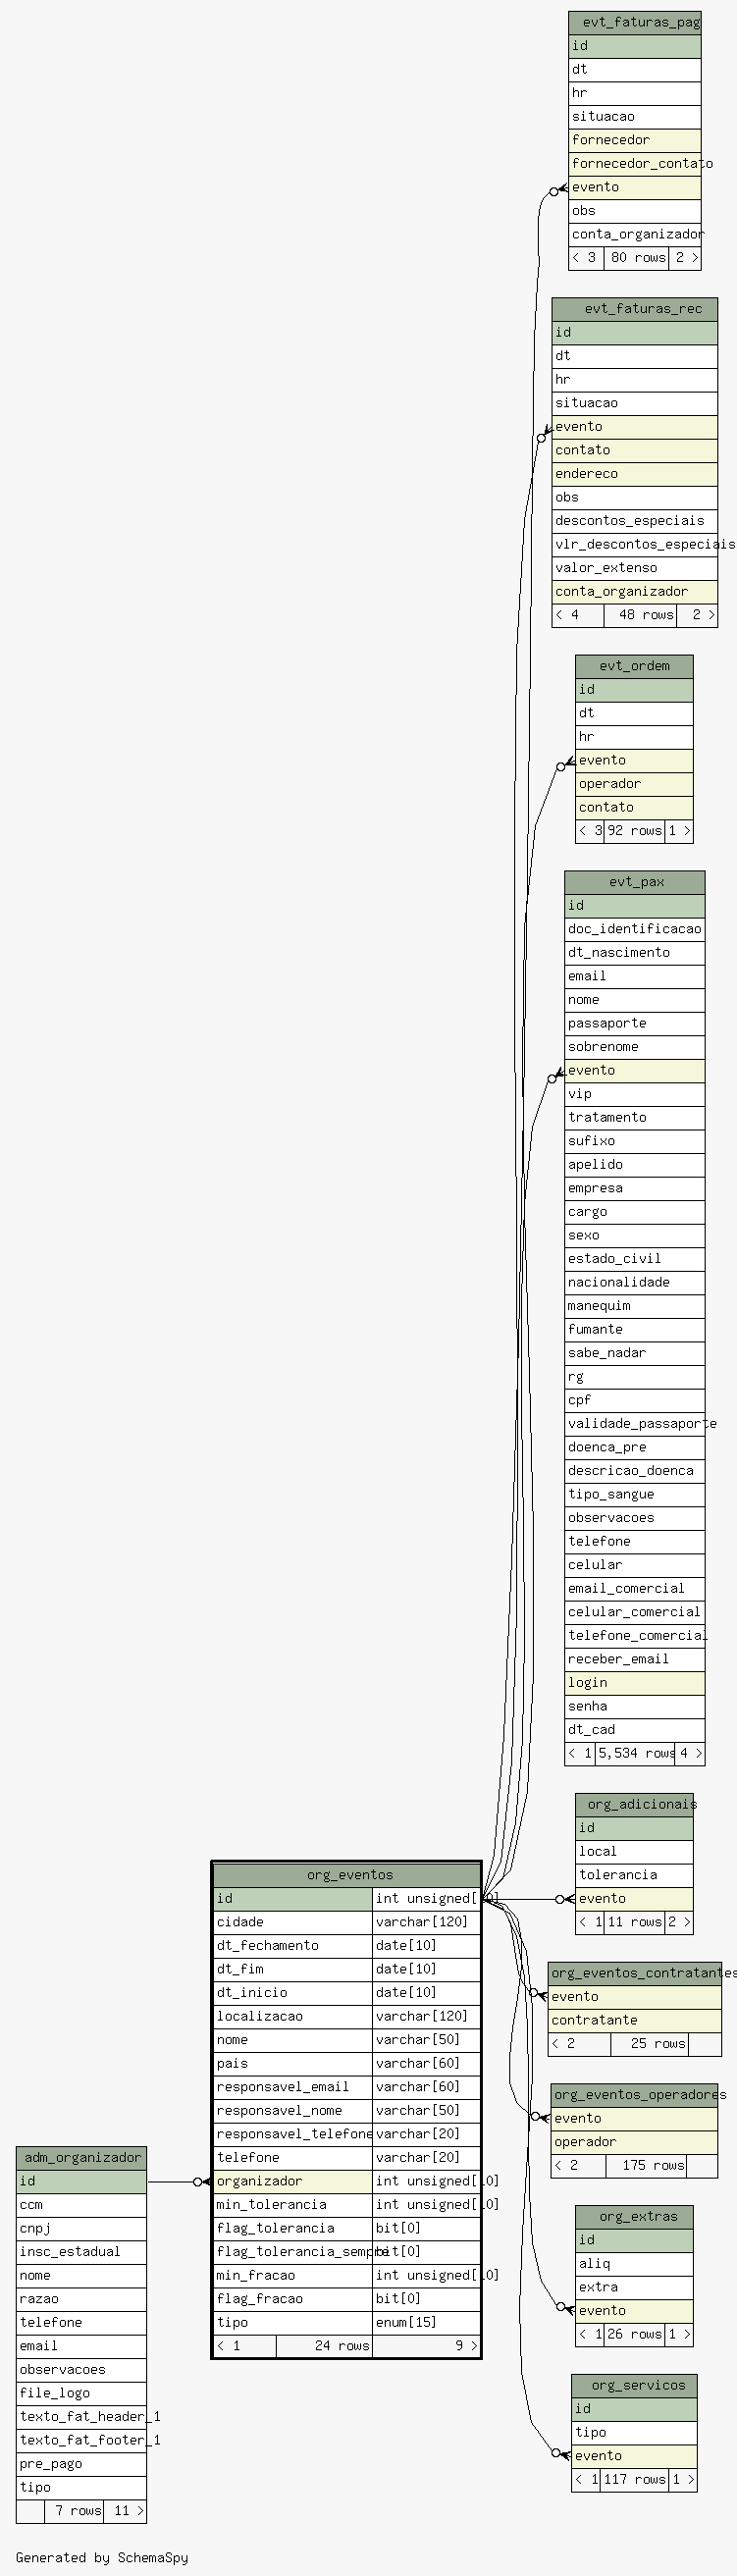 evt_faturas_pag
id
dt
hr
situacao
fornecedor
fornecedor_contato
evento
obs
conta_organizador
< 3 80 rows 2 >
evt_faturas_rec
id
dt
hr
situacao
evento
contato
endereco
obs
descontos_especiais
vlr_descontos_especiais
valor_extenso
conta_organizador
< 4 48 rows 2 >
evt_ordem
id
dt
hr
evento
operador
contato
< 3 92 rows 1 >
evt_pax
id
doc_identificacao
dt_nascimento
email
nome
passaporte
sobrenome
evento
vip
tratamento
sufixo
apelido
empresa
cargo
sexo
estado_civil
nacionalidade
manequim
fumante
sabe_nadar
rg
cpf
validade_passaporte
doenca_pre
descricao_doenca
tipo_sangue
observacoes
telefone
celular
email_comercial
celular_comercial
telefone_comercial
receber_email
login
senha
dt_cad
< 1 5,534 rows 4 >
org_adicionais
id
local
tolerancia
evento
< 1 11 rows 2 >
org_eventos_contratantes
evento
contratante
< 2 25 rows
org_eventos_operadores
evento
operador
< 2 175 rows
org_extras
id
aliq
extra
evento
< 1 26 rows 1 >
org_servicos
id
tipo
evento
< 1 117 rows 1 >
org_eventos
id int unsigned[10]
cidade varchar[120]
dt_fechamento date[10]
dt_fim date[10]
dt_inicio date[10]
localizacao varchar[120]
nome varchar[50]
pais varchar[60]
responsavel_email varchar[60]
responsavel_nome varchar[50]
responsavel_telefone varchar[20]
telefone varchar[20]
organizador int unsigned[10]
min_tolerancia int unsigned[10]
flag_tolerancia bit[0]
flag_tolerancia_sempre bit[0]
min_fracao int unsigned[10]
flag_fracao bit[0]
tipo enum[15]
< 1 24 rows 9 >
adm_organizador
id
ccm
cnpj
insc_estadual
nome
razao
telefone
email
observacoes
file_logo
texto_fat_header_1
texto_fat_footer_1
pre_pago
tipo
7 rows 11 >
Generated by SchemaSpy